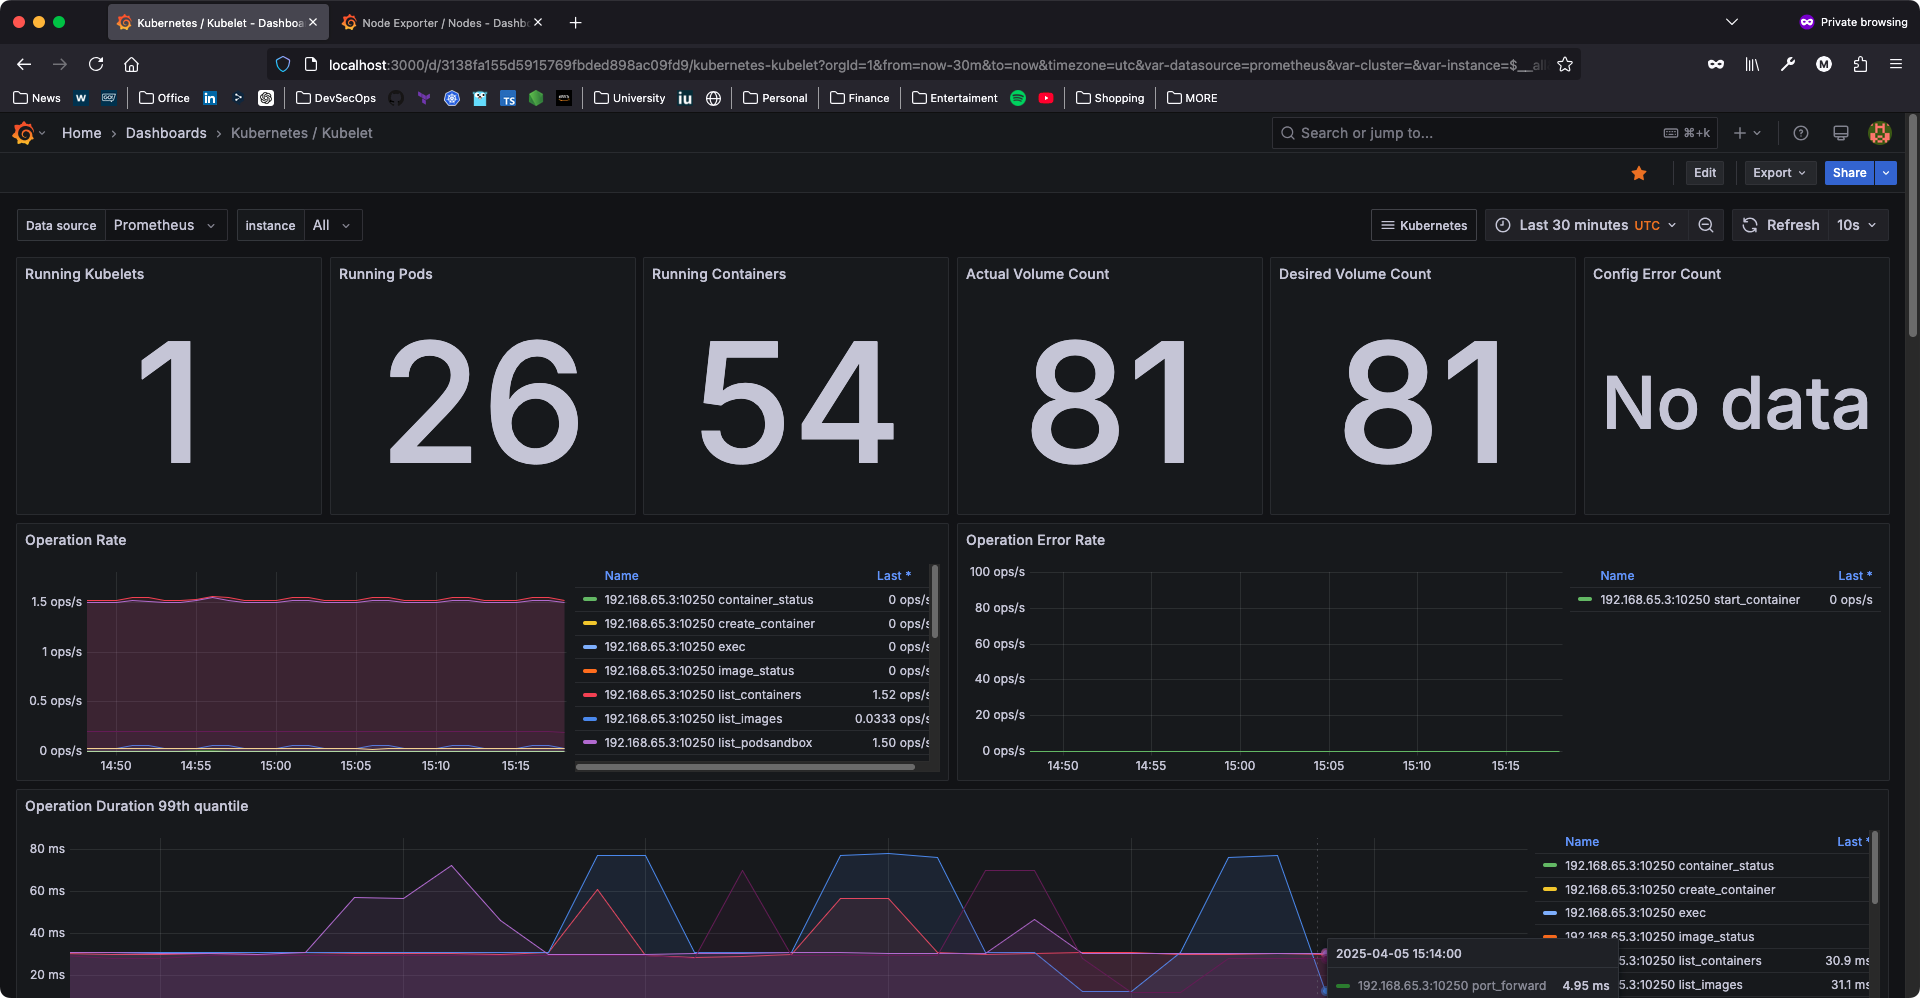 Kubernetes / Kubelet - Dashboa
Node Exporter / Nodes - Dashb
Private browsing
localhost:3000/d/3138fa155d5915769fbded898ac09fd9/kubernetes-kubelet?orgId=1&from=now-30m&to=now&timezone=utc&var-datasource=prometheus&var-cluster=&var-instance=$__all
News W Office in DevSecOps TS University iu Personal Finance Entertaiment Shopping MORE
Home › Dashboards › Kubernetes / Kubelet
Search or jump to...
⌘+k
Edit
Export
Share
Data source Prometheus
instance All
Kubernetes
Last 30 minutes UTC
Refresh 10s
Running Kubelets
1
Running Pods
26
Running Containers
54
Actual Volume Count
81
Desired Volume Count
81
Config Error Count
No data
Operation Rate
1.5 ops/s
1 ops/s
0.5 ops/s
0 ops/s
14:50 14:55 15:00 15:05 15:10 15:15
Name Last *
192.168.65.3:10250 container_status 0 ops/s
192.168.65.3:10250 create_container 0 ops/s
192.168.65.3:10250 exec 0 ops/s
192.168.65.3:10250 image_status 0 ops/s
192.168.65.3:10250 list_containers 1.52 ops/s
192.168.65.3:10250 list_images 0.0333 ops/s
192.168.65.3:10250 list_podsandbox 1.50 ops/s
Operation Error Rate
100 ops/s
80 ops/s
60 ops/s
40 ops/s
20 ops/s
0 ops/s
14:50 14:55 15:00 15:05 15:10 15:15
Name Last *
192.168.65.3:10250 start_container 0 ops/s
Operation Duration 99th quantile
80 ms
60 ms
40 ms
20 ms
Name Last *
192.168.65.3:10250 container_status
192.168.65.3:10250 create_container
192.168.65.3:10250 exec
192.168.65.3:10250 image_status
5.3:10250 list_containers 30.9 ms
5.3:10250 list_images 31.1 ms
2025-04-05 15:14:00
192.168.65.3:10250 port_forward 4.95 ms